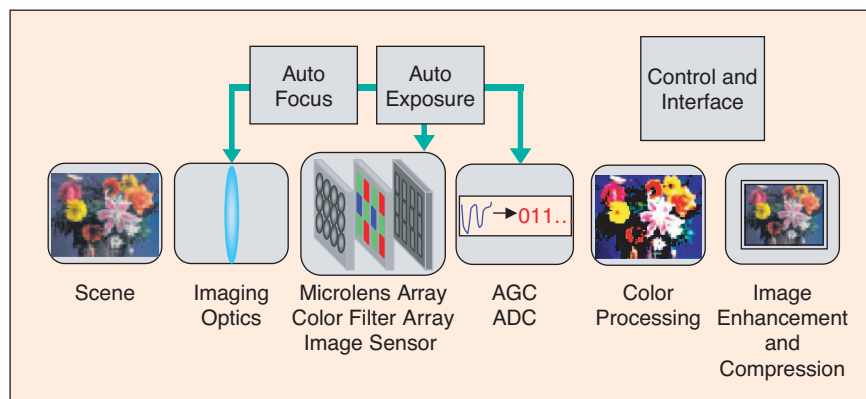 Auto
Focus
Auto
Exposure
Control and
Interface
011...
Scene
Imaging
Optics
Microlens Array
Color Filter Array
Image Sensor
AGC
ADC
Color
Processing
Image
Enhancement
and
Compression